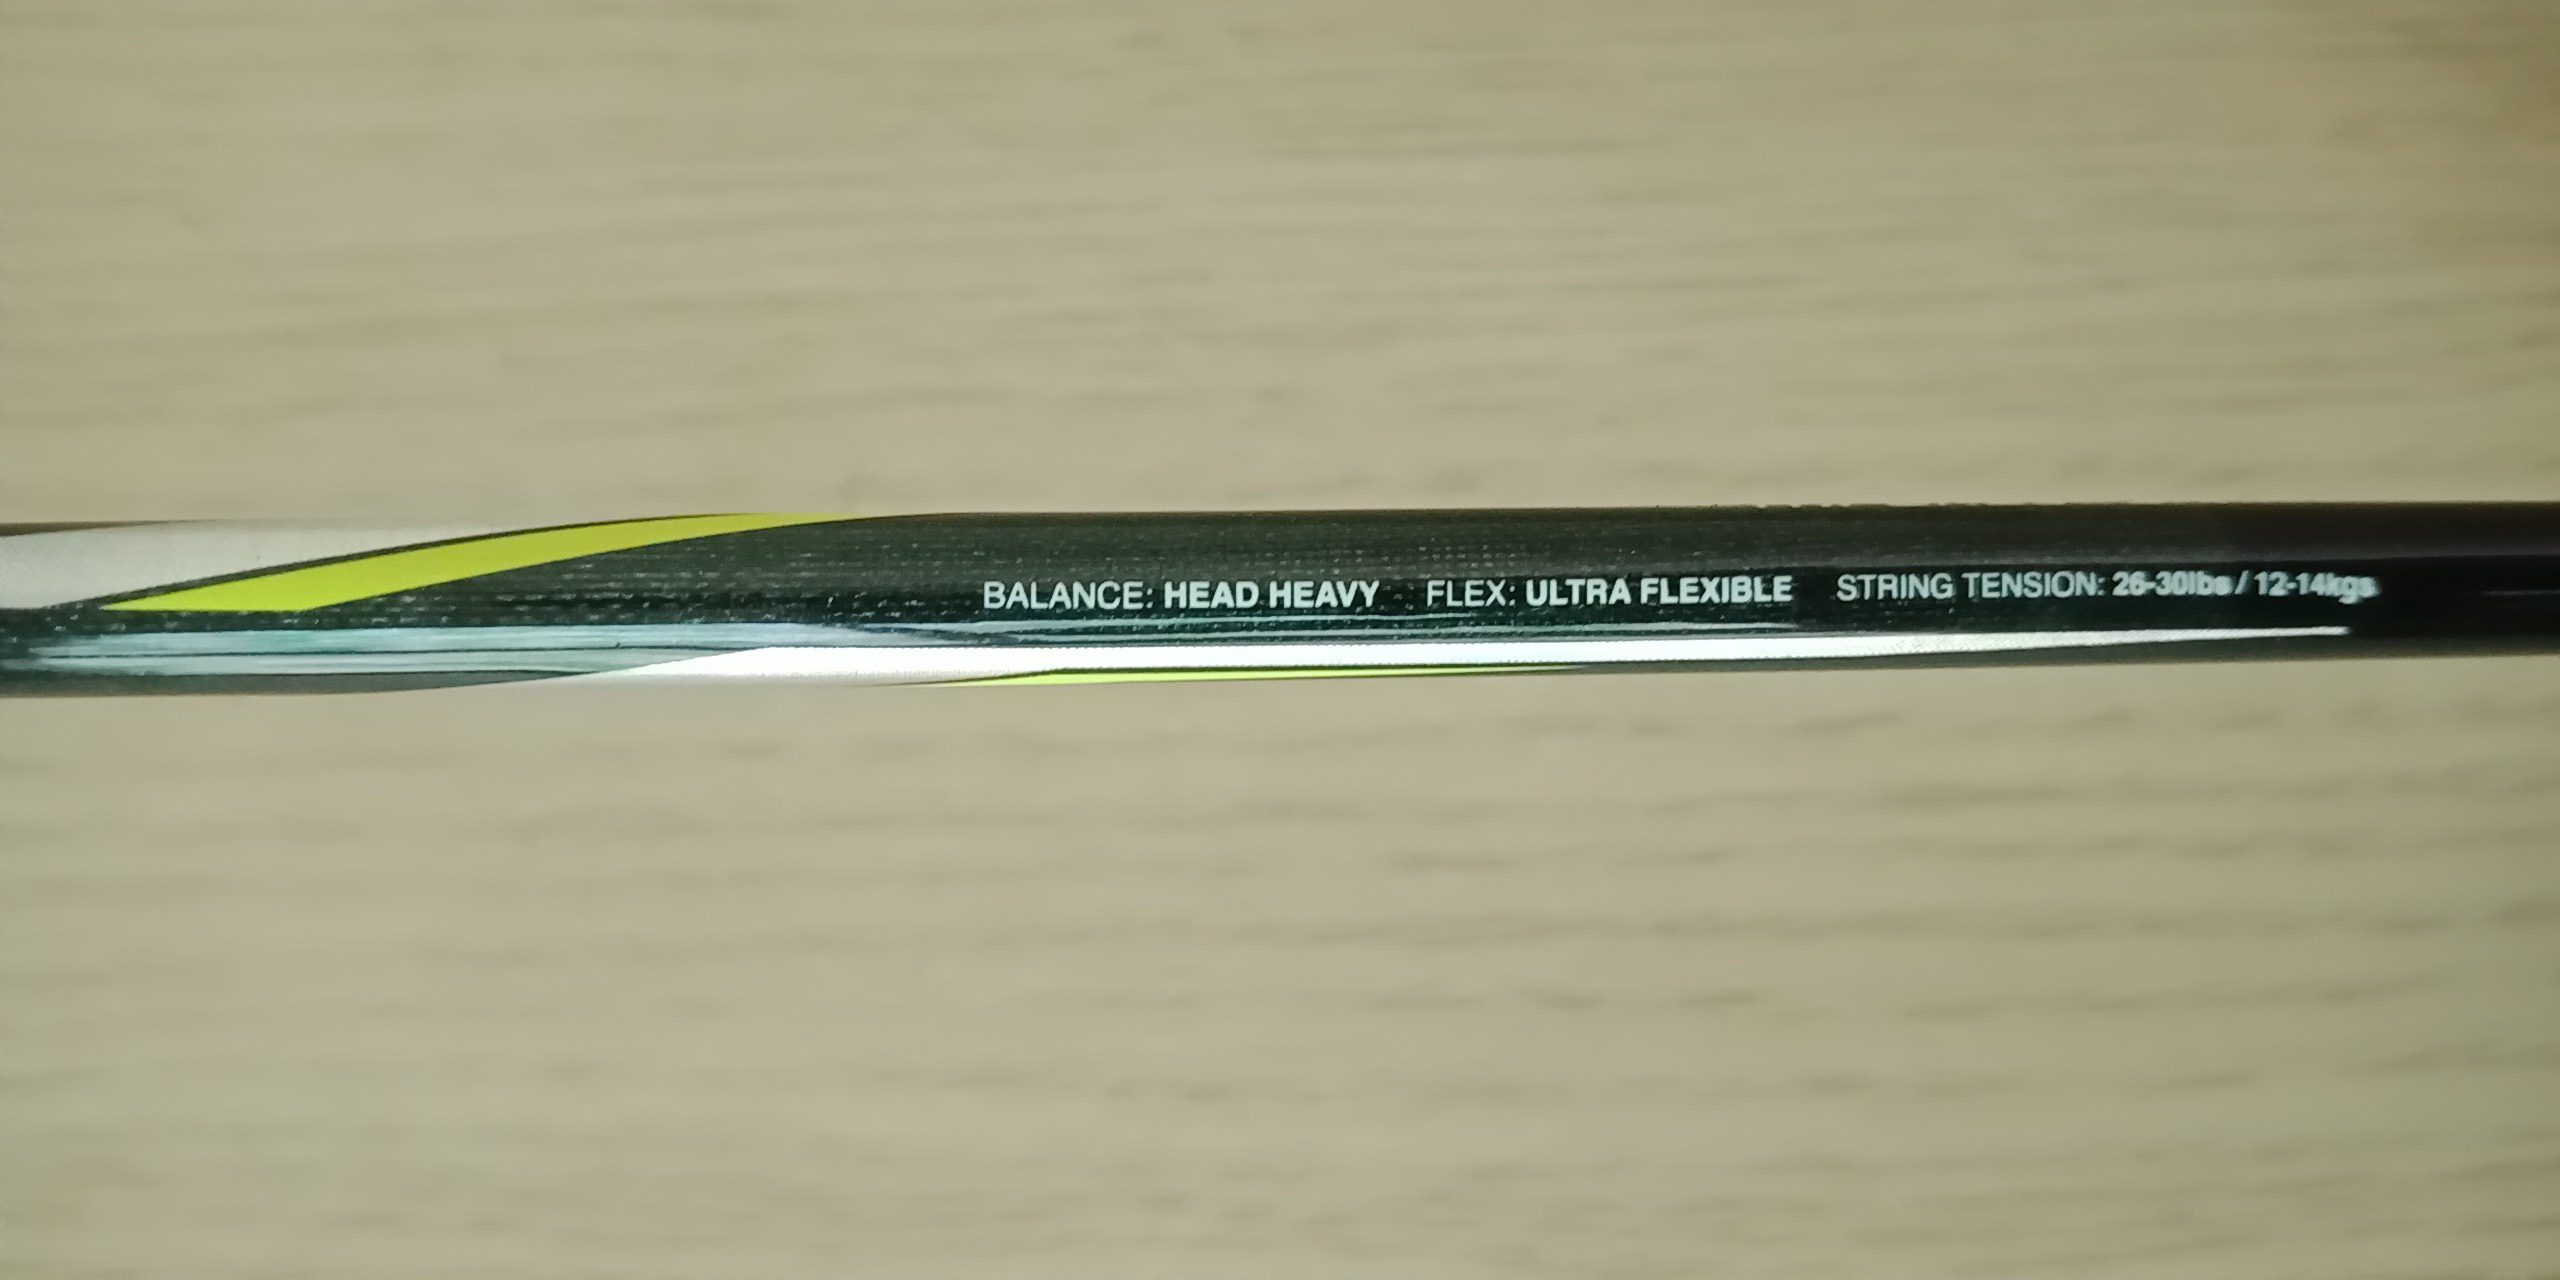 BALANCE: HEAD HEAVY FLEX: ULTRA FLEXIBLE STRING TENSION: 26-30lbs / 12-14kgs